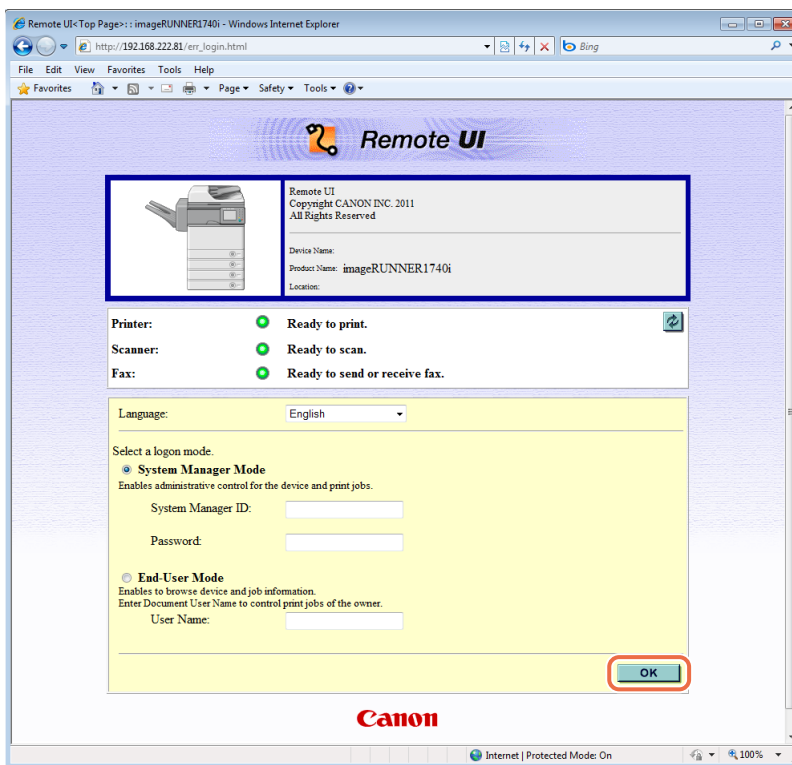 Remote UI<Top Page>: : imageRUNNER1740i - Windows Internet Explorer
http://192.168.222.81/err_login.html
Bing
File Edit View Favorites Tools Help
Favorites
Page Safety Tools
Remote UI
Remote UI
Copyright CANON INC. 2011
All Rights Reserved
Device Name:
Product Name: imageRUNNER1740i
Location:
Printer: Ready to print.
Scanner: Ready to scan.
Fax: Ready to send or receive fax.
Language: English
Select a logon mode.
System Manager Mode
Enables administrative control for the device and print jobs.
System Manager ID:
Password:
End-User Mode
Enables to browse device and job information.
Enter Document User Name to control print jobs of the owner.
User Name:
OK
Canon
Internet | Protected Mode: On
100%